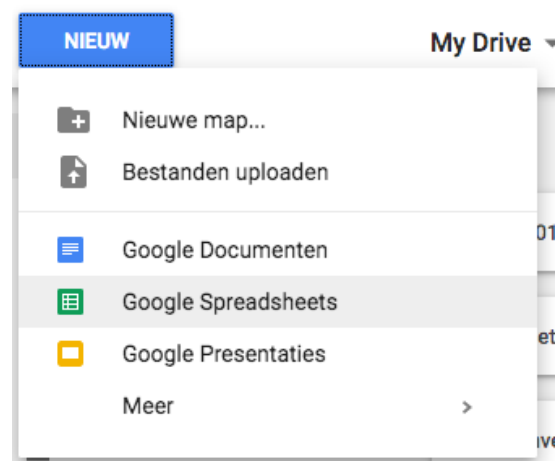 NIEUW
My Drive
Nieuwe map...
Bestanden uploaden
Google Documenten
Google Spreadsheets
Google Presentaties
Meer